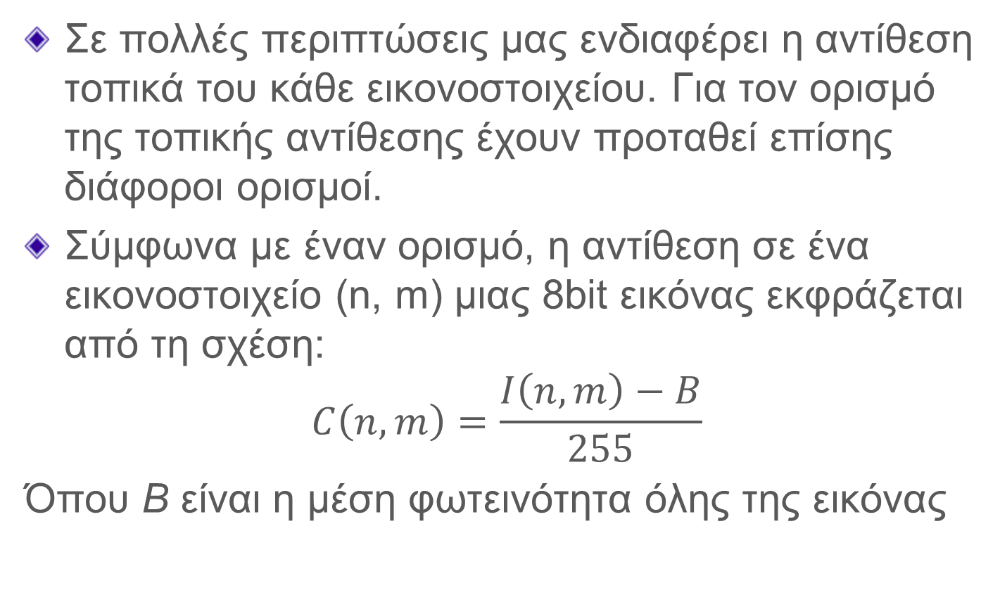 Σε πολλές περιπτώσεις μας ενδιαφέρει η αντίθεση
τοπικά του κάθε εικονοστοιχείου. Για τον ορισμό
της τοπικής αντίθεσης έχουν προταθεί επίσης
διάφοροι ορισμοί.
Σύμφωνα με έναν ορισμό, η αντίθεση σε ένα
εικονοστοιχείο (n, m) μιας 8bit εικόνας εκφράζεται
από τη σχέση:
C(n, m) = \frac{I(n, m) − B}{255}
Όπου B είναι η μέση φωτεινότητα όλης της εικόνας